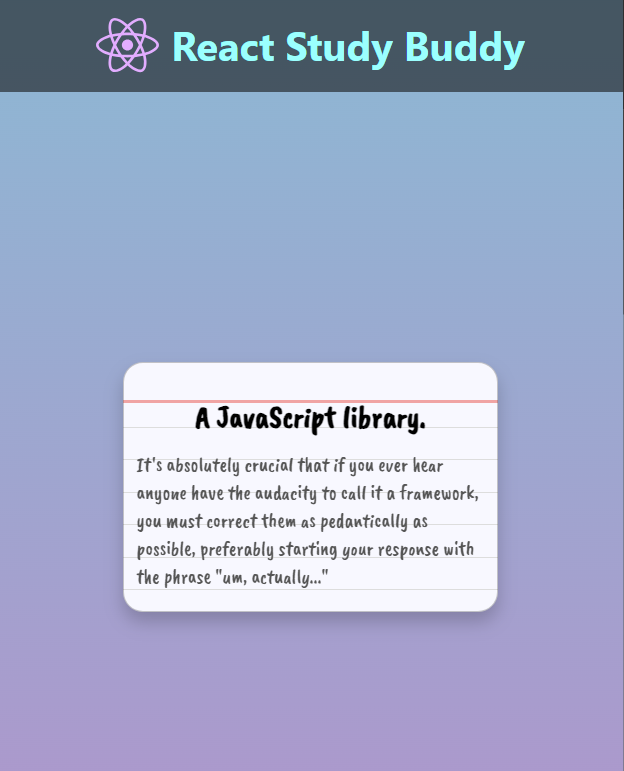 React Study Buddy
A JavaScript library.
It's absolutely crucial that if you ever hear
anyone have the audacity to call it a framework,
you must correct them as pedantically as
possible, preferably starting your response with
the phrase "um, actually..."